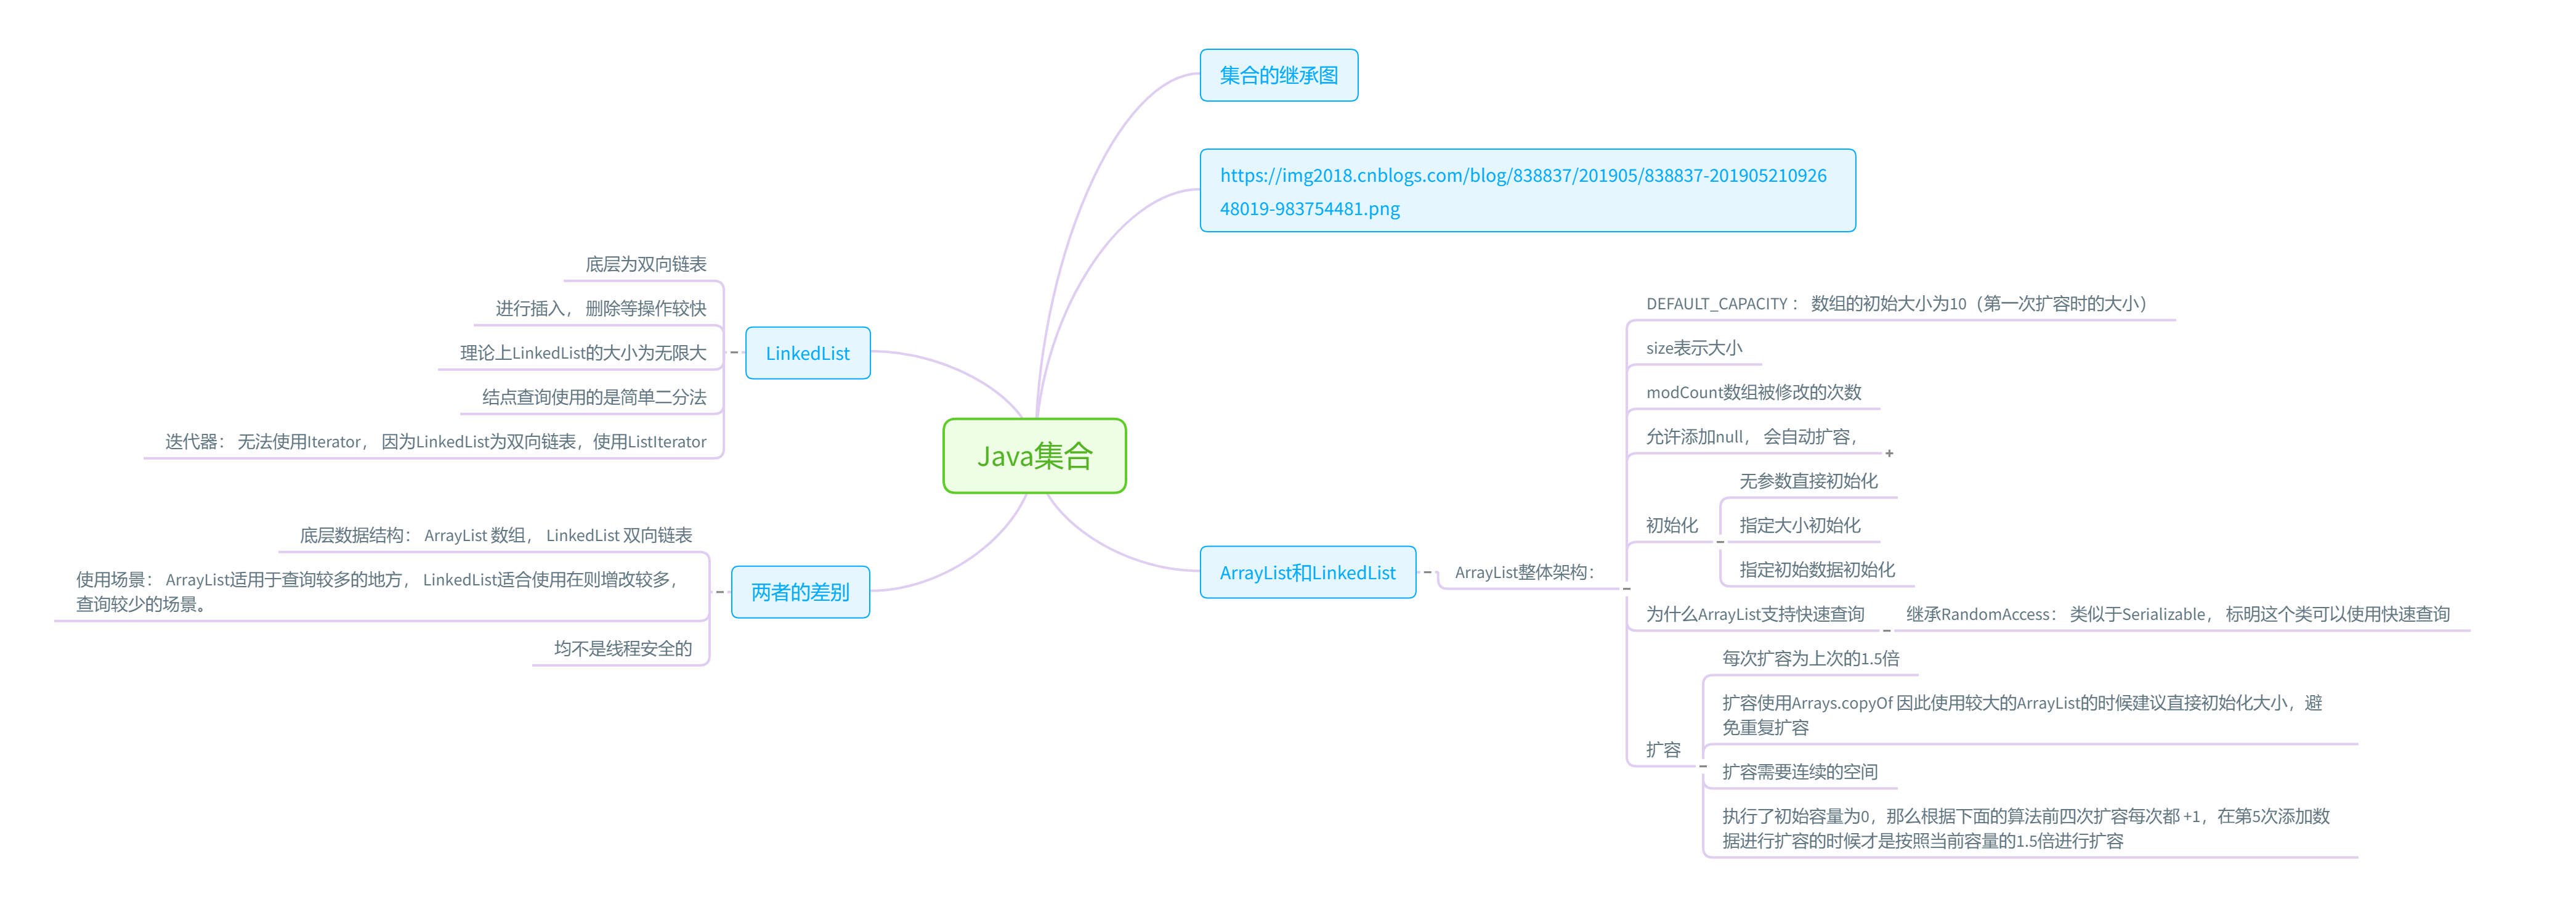 集合的继承图
https://img2018.cnblogs.com/blog/838837/201905/838837-201905210926
48019-983754481.png
底层为双向链表
进行插入， 删除等操作较快
理论上LinkedList的大小为无限大
结点查询使用的是简单二分法
迭代器： 无法使用Iterator， 因为LinkedList为双向链表，使用ListIterator
LinkedList
Java集合
底层数据结构： ArrayList 数组， LinkedList 双向链表
使用场景： ArrayList适用于查询较多的地方， LinkedList适合使用在则增改较多，
查询较少的场景。
均不是线程安全的
两者的差别
ArrayList和LinkedList
ArrayList整体架构：
DEFAULT_CAPACITY： 数组的初始大小为10（第一次扩容时的大小）
size表示大小
modCount数组被修改的次数
允许添加null， 会自动扩容，
初始化
无参数直接初始化
指定大小初始化
指定初始数据初始化
为什么ArrayList支持快速查询
继承RandomAccess： 类似于Serializable， 标明这个类可以使用快速查询
扩容
每次扩容为上次的1.5倍
扩容使用Arrays.copyOf 因此使用较大的ArrayList的时候建议直接初始化大小，避
免重复扩容
扩容需要连续的空间
执行了初始容量为0，那么根据下面的算法前四次扩容每次都 +1，在第5次添加数
据进行扩容的时候才是按照当前容量的1.5倍进行扩容